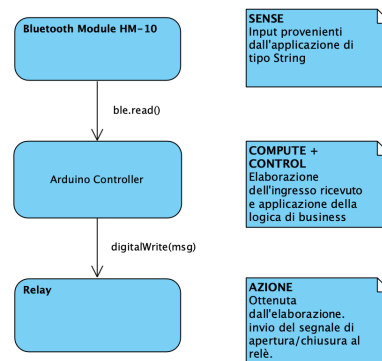 Bluetooth Module HM-10
ble.read()
Arduino Controller
digitalWrite(msg)
Relay
SENSE
Input provenienti
dall'applicazione di
tipo String
COMPUTE +
CONTROL
Elaborazione
dell'ingresso ricevuto
e applicazione della
logica di business
AZIONE
Ottenuta
dall'elaborazione.
invio del segnale di
apertura/chiusura al
relè.